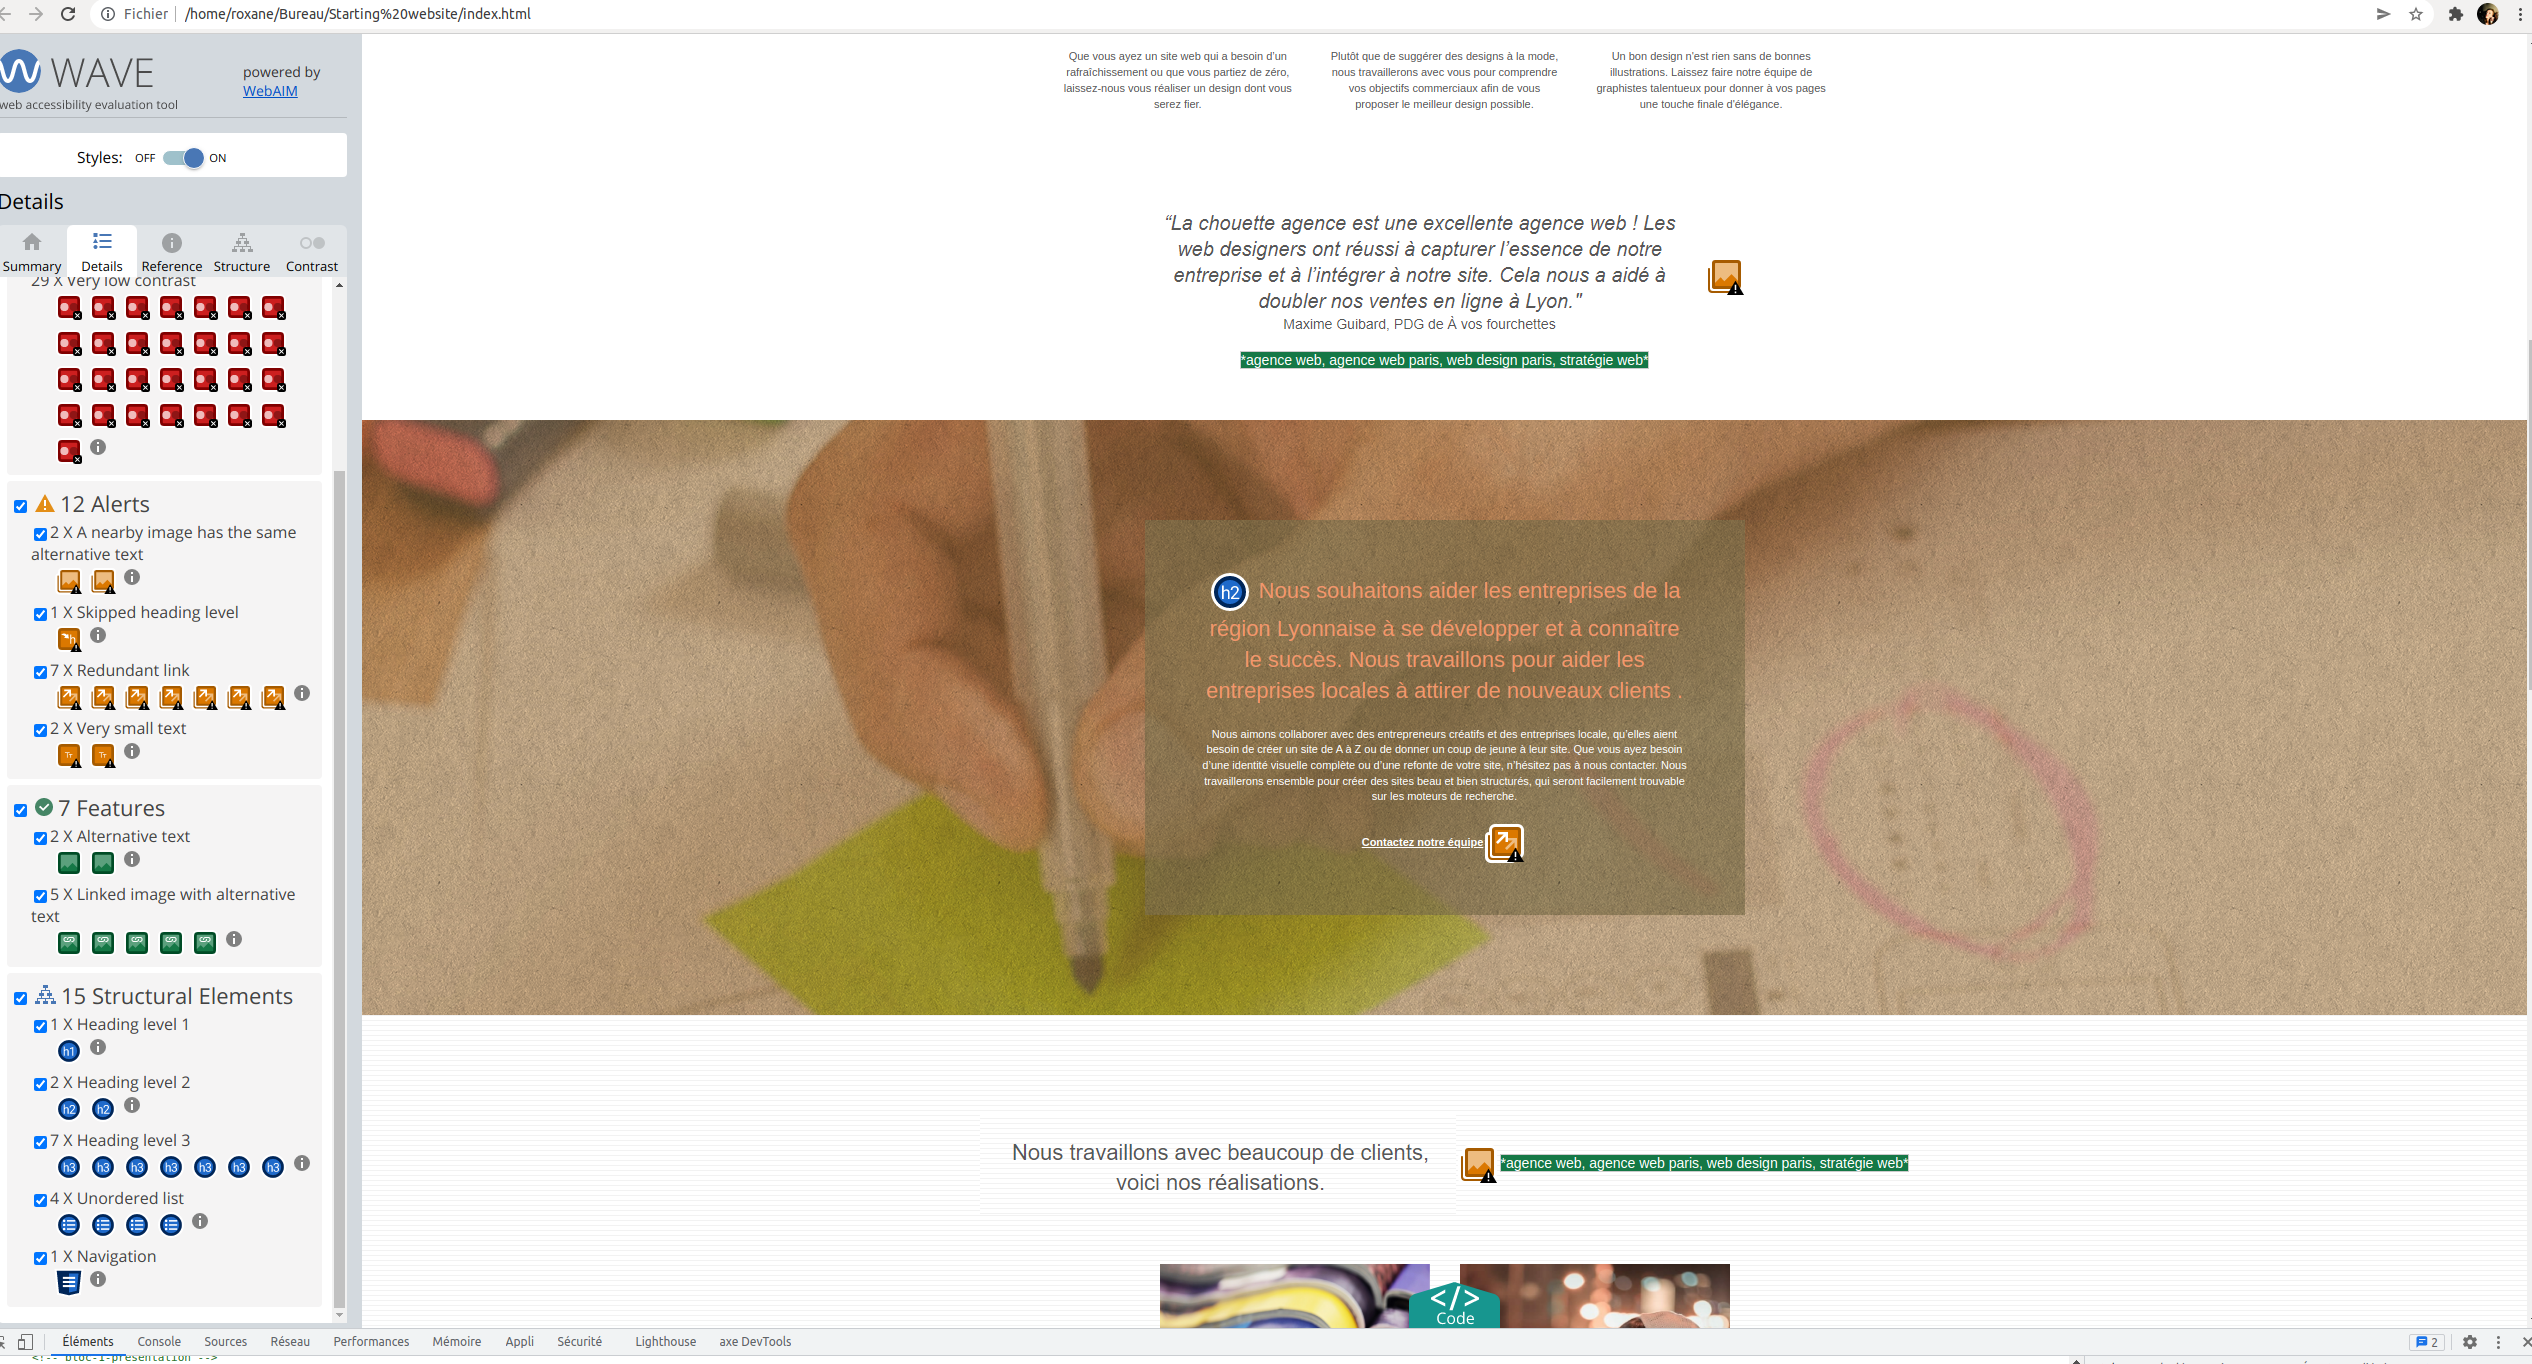 Fichier
/home/roxane/Bureau/Starting%20website/index.html
WAVE
powered by
WebAIM
web accessibility evaluation tool
Styles: OFF ON
Details
Summary Details Reference Structure Contrast
29 X Very low contrast
12 Alerts
2 X A nearby image has the same
alternative text
1 X Skipped heading level
7 X Redundant link
2 X Very small text
7 Features
2 X Alternative text
5 X Linked image with alternative
text
15 Structural Elements
1 X Heading level 1
h1
2 X Heading level 2
h2 h2
7 X Heading level 3
h3 h3 h3 h3 h3 h3 h3
4 X Unordered list
1 X Navigation
Que vous ayez un site web qui a besoin d'un
rafraîchissement ou que vous partiez de zéro,
laissez-nous vous réaliser un design dont vous
serez fier.
Plutôt que de suggérer des designs à la mode,
nous travaillerons avec vous pour comprendre
vos objectifs commerciaux afin de vous
proposer le meilleur design possible.
Un bon design n'est rien sans de bonnes
illustrations. Laissez faire notre équipe de
graphistes talentueux pour donner à vos pages
une touche finale d'élégance.
“La chouette agence est une excellente agence web ! Les
web designers ont réussi à capturer l'essence de notre
entreprise et à l'intégrer à notre site. Cela nous a aidé à
doubler nos ventes en ligne à Lyon."
Maxime Guibard, PDG de À vos fourchettes
*agence web, agence web paris, web design paris, stratégie web*
h2 Nous souhaitons aider les entreprises de la
région Lyonnaise à se développer et à connaître
le succès. Nous travaillons pour aider les
entreprises locales à attirer de nouveaux clients .
Nous aimons collaborer avec des entrepreneurs créatifs et des entreprises locale, qu'elles aient
besoin de créer un site de A à Z ou de donner un coup de jeune à leur site. Que vous ayez besoin
d'une identité visuelle complète ou d'une refonte de votre site, n'hésitez pas à nous contacter. Nous
travaillerons ensemble pour créer des sites beau et bien structurés, qui seront facilement trouvable
sur les moteurs de recherche.
Contactez notre équipe
Nous travaillons avec beaucoup de clients,
voici nos réalisations.
*agence web, agence web paris, web design paris, stratégie web*
</>
Code
Éléments Console Sources Réseau Performances Mémoire Appli Sécurité Lighthouse axe DevTools 2
<!-- bloc-1-presentation -->